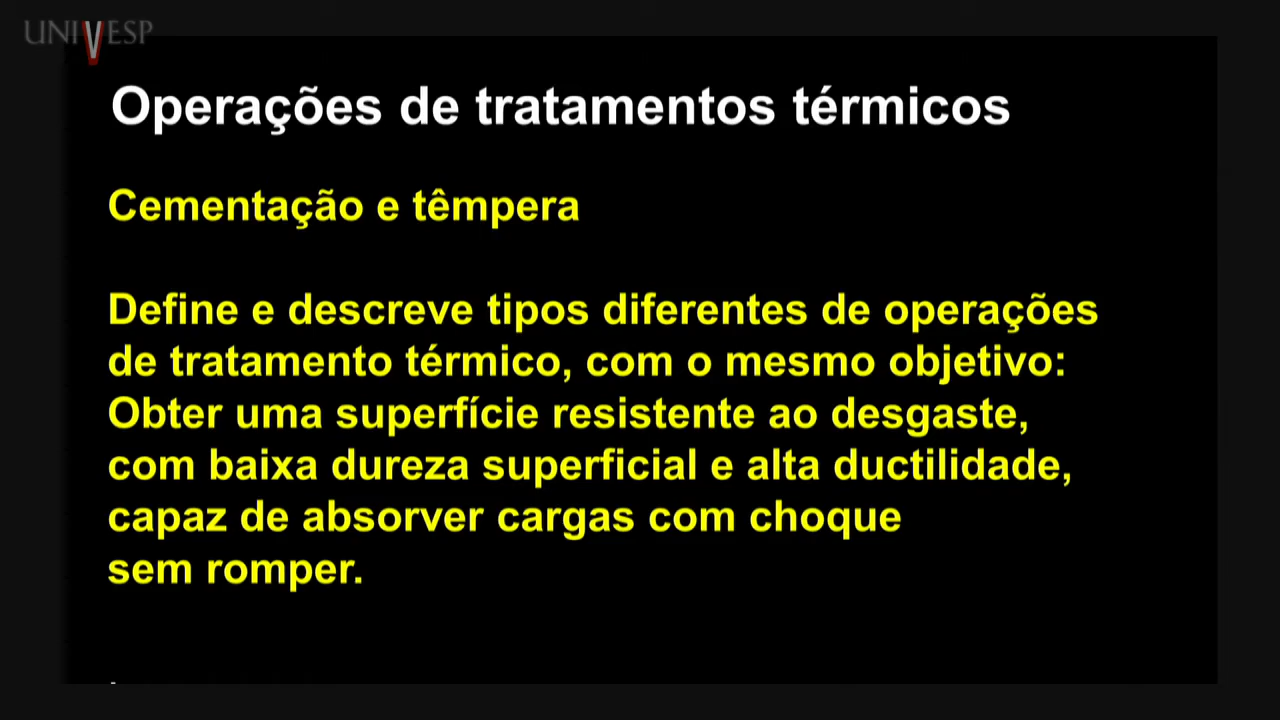 UNIVESP
Operações de tratamentos térmicos
Cementação e têmpera
Define e descreve tipos diferentes de operações
de tratamento térmico, com o mesmo objetivo:
Obter uma superfície resistente ao desgaste,
com baixa dureza superficial e alta ductilidade,
capaz de absorver cargas com choque
sem romper.